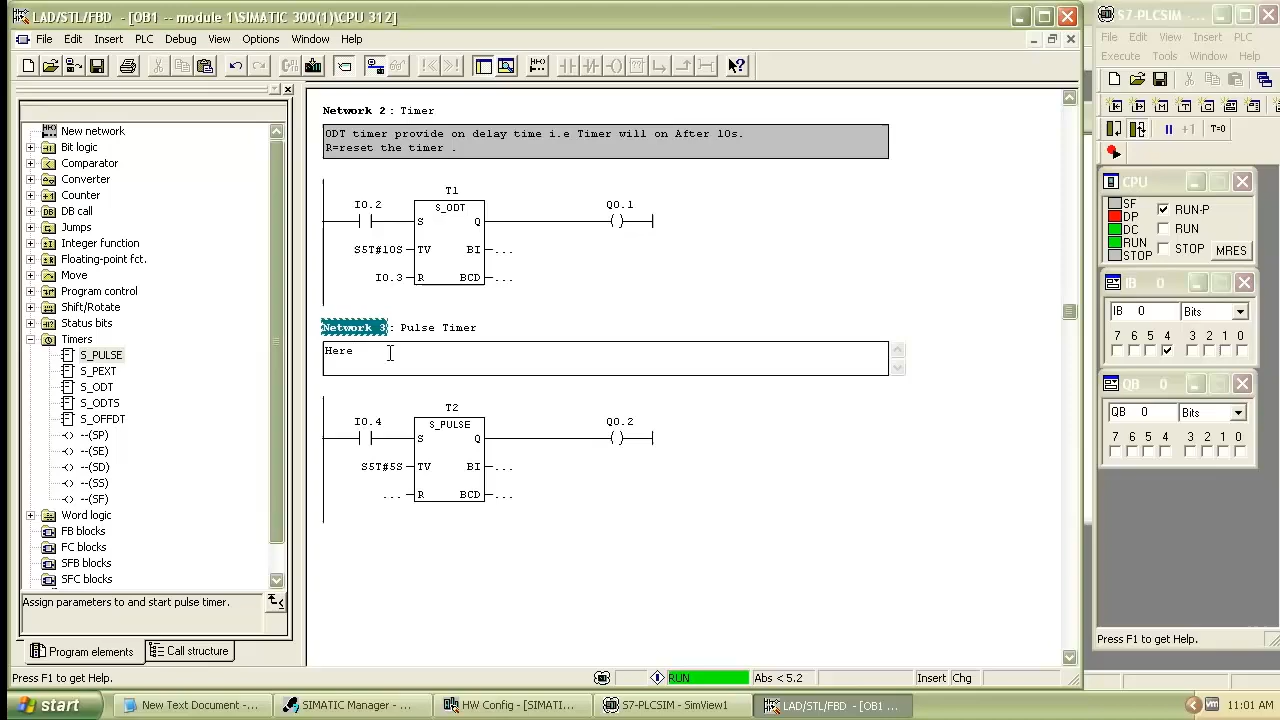 LAD/STL/FBD - [OB1 -- module 1\SIMATIC 300(1)\CPU 312]
File Edit Insert PLC Debug View Options Window Help
New network
Bit logic
Comparator
Converter
Counter
DB call
Jumps
Integer function
Floating-point fct.
Move
Program control
Shift/Rotate
Status bits
Timers
S_PULSE
S_PEXT
S_ODT
S_ODTS
S_OFFDT
--(SP)
--(SE)
--(SD)
--(SS)
--(SF)
Word logic
FB blocks
FC blocks
SFB blocks
SFC blocks
Assign parameters to and start pulse timer.
Program elements
Call structure
Network 2 : Timer
ODT timer provide on delay time i.e Timer will on After 10s.
R=reset the timer .
T1
I0.2 S_ODT Q0.1
S Q
S5T#10S TV BI ...
I0.3 R BCD ...
Network 3 : Pulse Timer
Here
T2
I0.4 S_PULSE Q0.2
S Q
S5T#5S TV BI ...
... R BCD ...
Press F1 to get Help.
RUN
Abs < 5.2
Insert
Chg
S7-PLCSIM - ...
File Edit View Insert PLC
Execute Tools Window Help
+1
T=0
CPU
SF
DP
DC
RUN
STOP
RUN-P
RUN
STOP
MRES
IB 0
IB 0 Bits
7 6 5 4 3 2 1 0
QB 0
QB 0 Bits
7 6 5 4 3 2 1 0
Press F1 to get Help.
start
New Text Document -...
SIMATIC Manager - ...
HW Config - [SIMATI...
S7-PLCSIM - SimView1
LAD/STL/FBD - [OB1 ...
11:01 AM